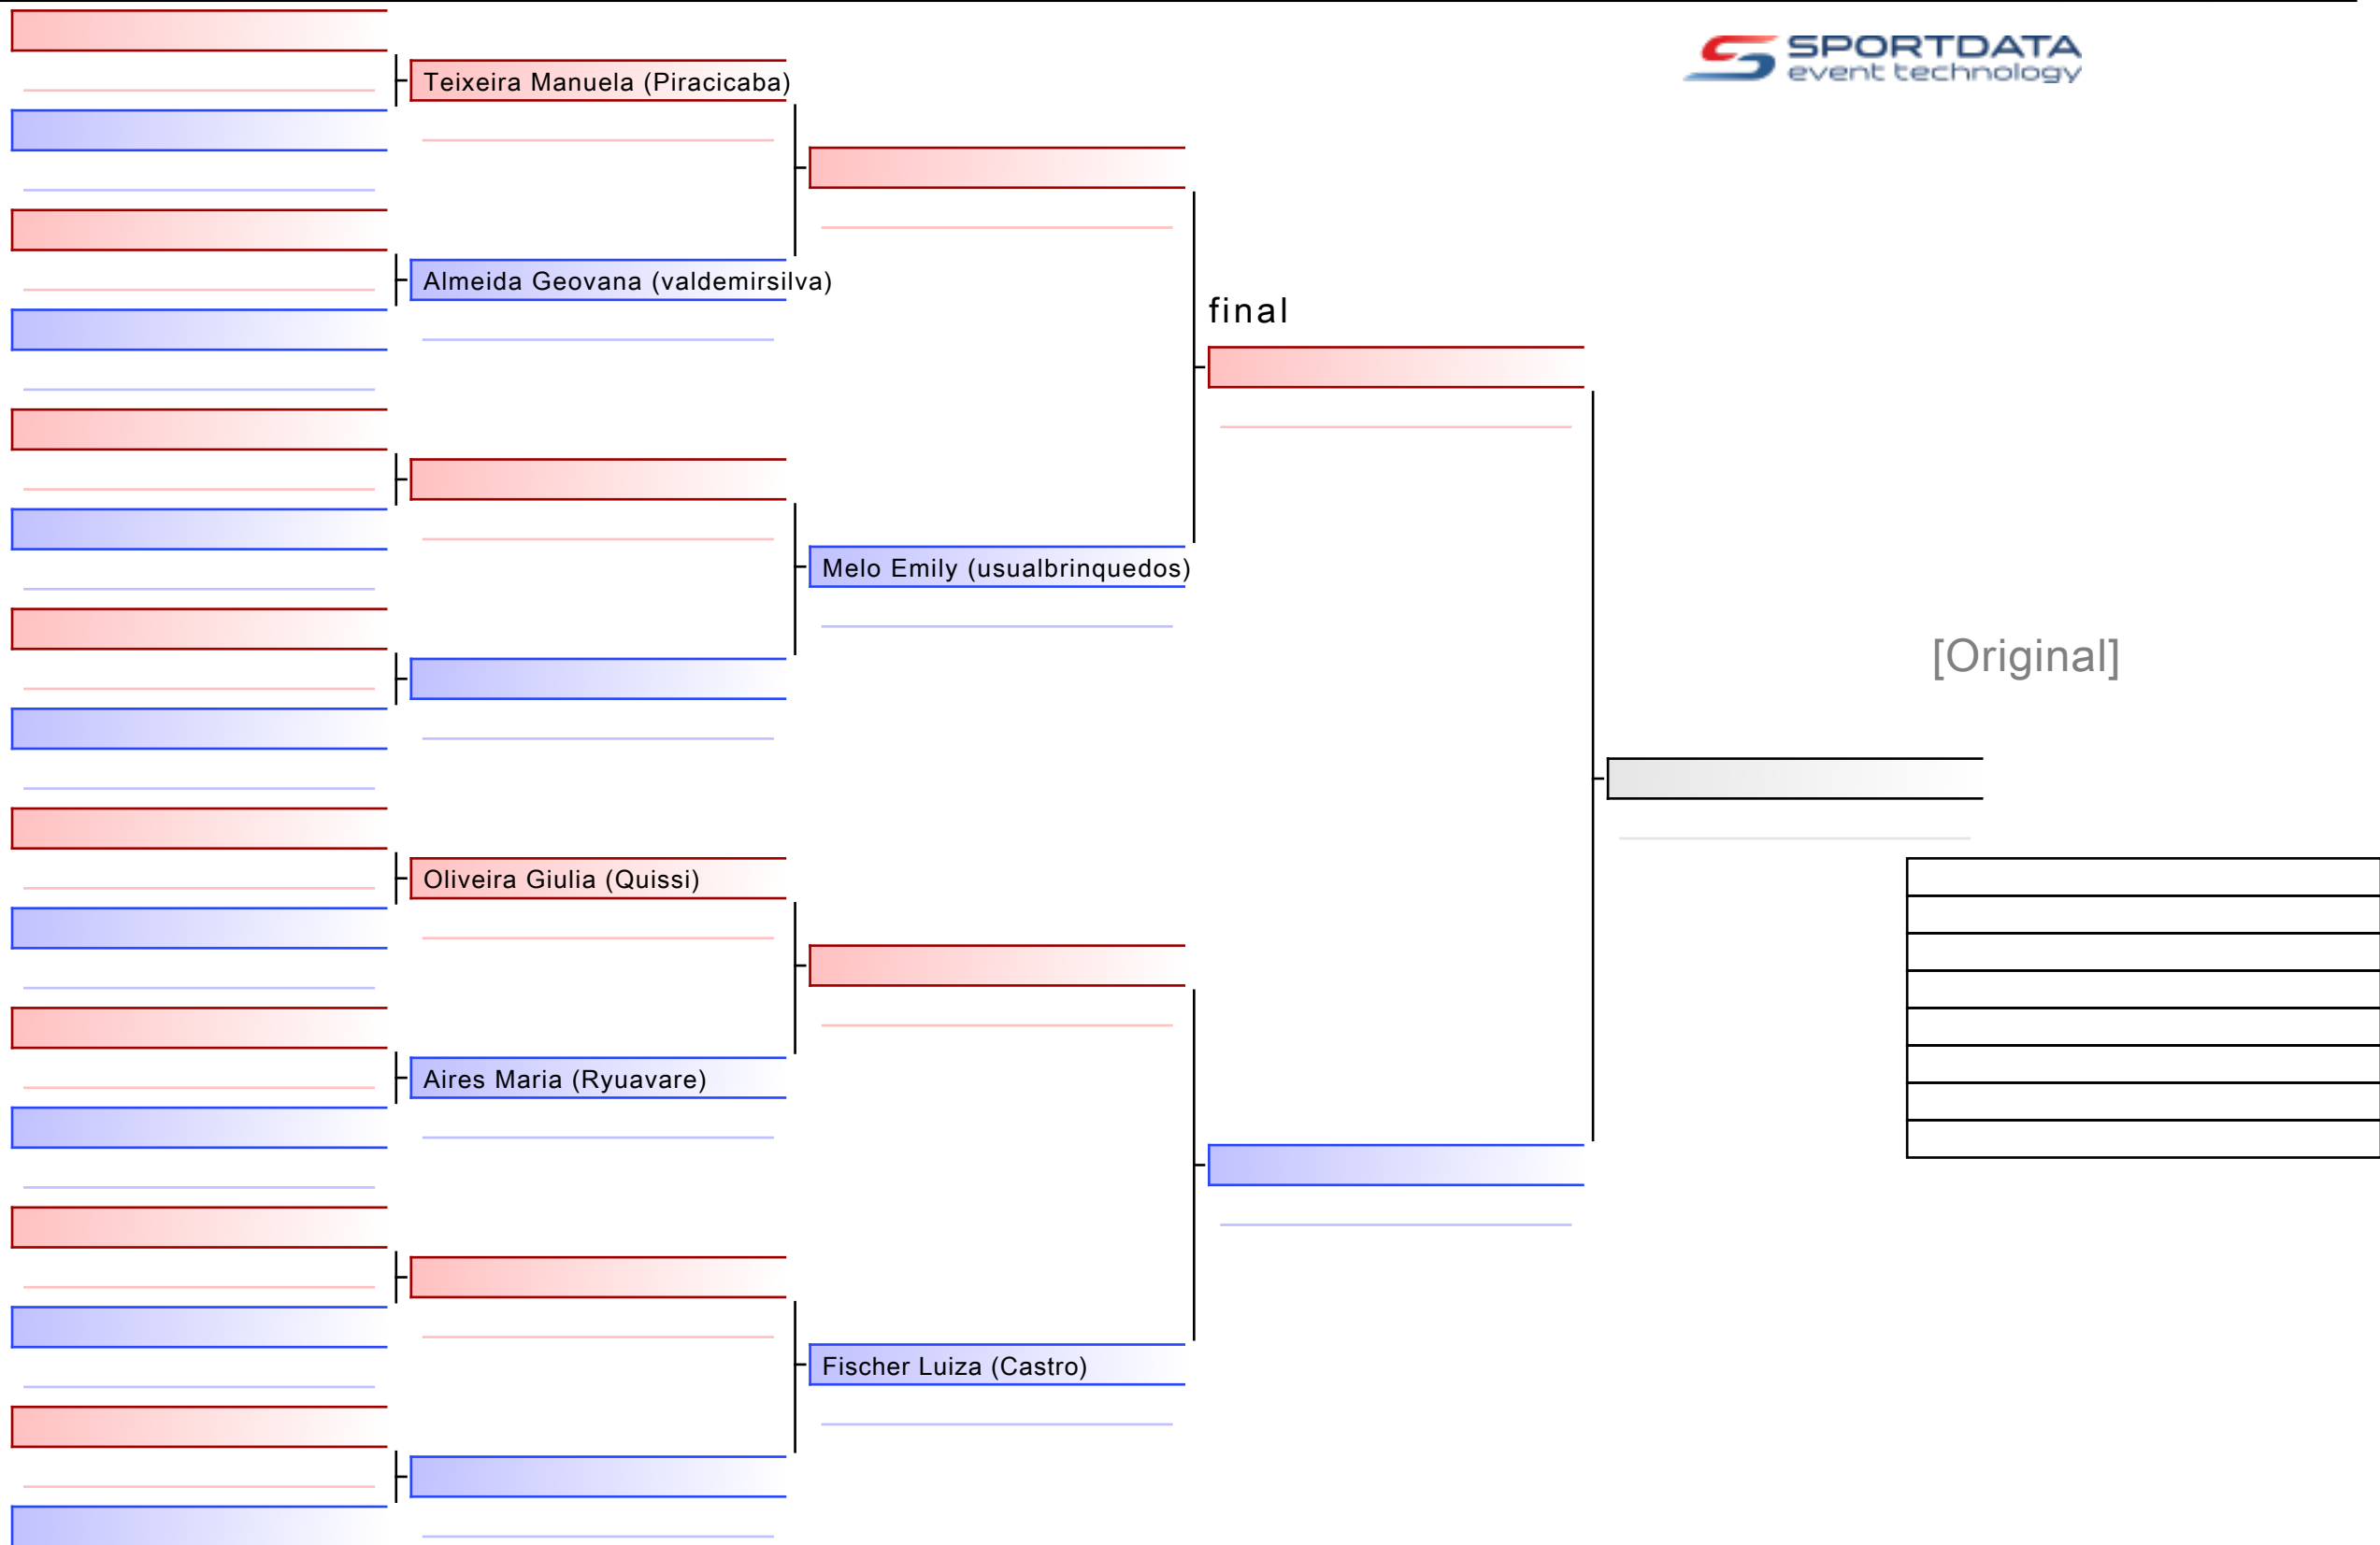 SPORTDATA
event technology
Teixeira Manuela (Piracicaba)
Almeida Geovana (valdemirsilva)
final
Melo Emily (usualbrinquedos)
[Original]
Oliveira Giulia (Quissi)
Aires Maria (Ryuavare)
Fischer Luiza (Castro)